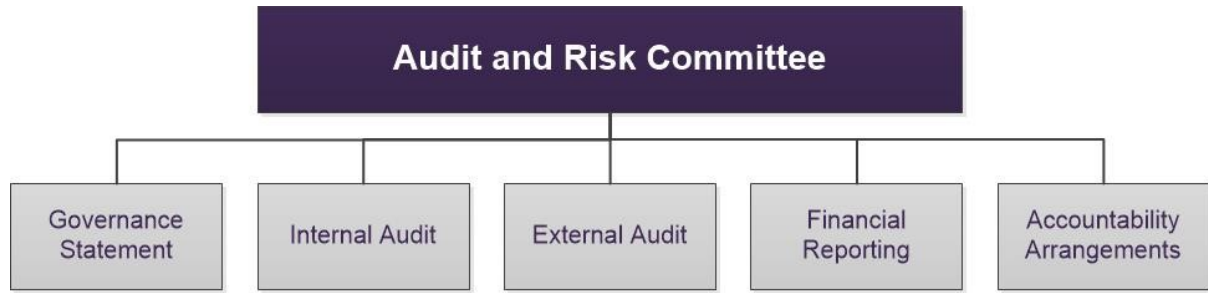 Audit and Risk Committee
Governance
Statement
Internal Audit
External Audit
Financial
Reporting
Accountability
Arrangements